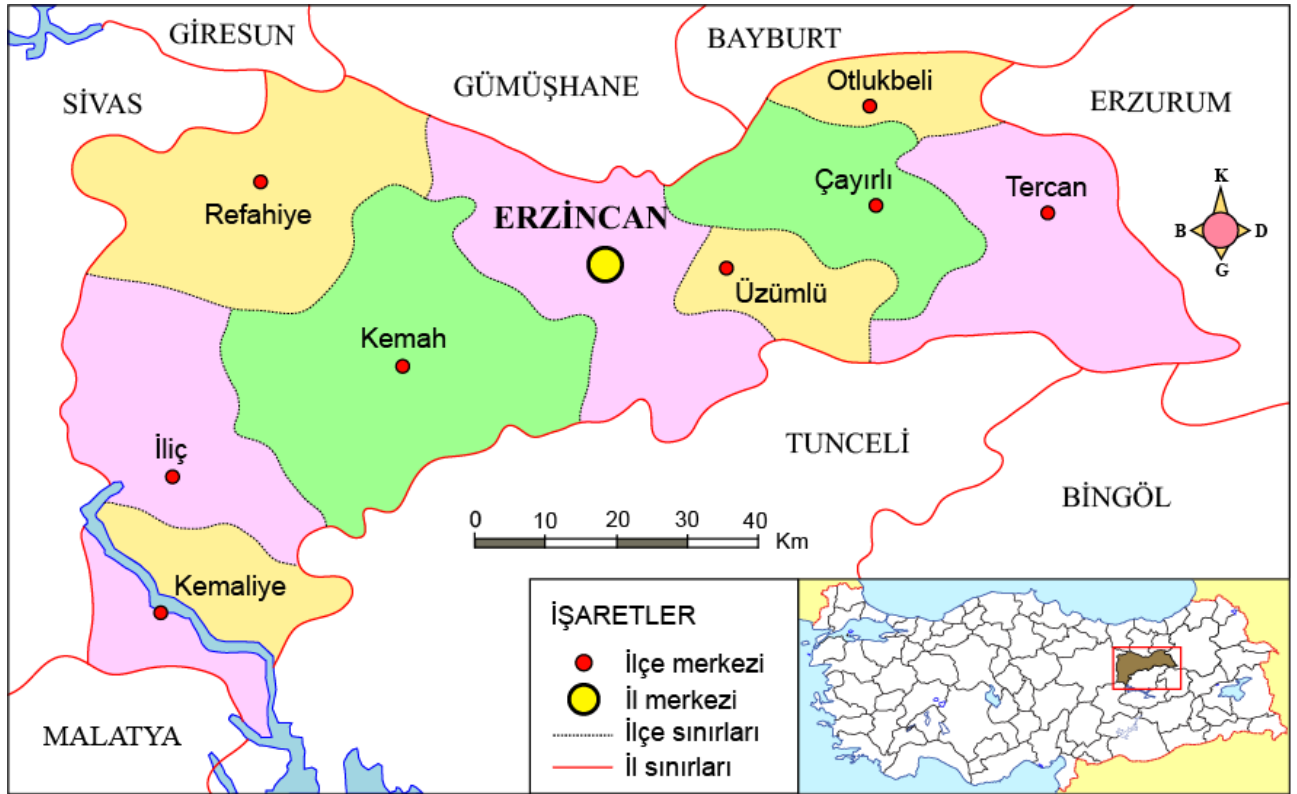 GİRESUN
BAYBURT
GÜMÜŞHANE
SİVAS
Otlukbeli
ERZURUM
Çayırlı
Tercan
K
Refahiye
ERZİNCAN
B
D
G
Üzümlü
Kemah
İliç
TUNCELİ
BİNGÖL
0 10 20 30 40
Km
Kemaliye
MALATYA
İŞARETLER
İlçe merkezi
İl merkezi
İlçe sınırları
İl sınırları